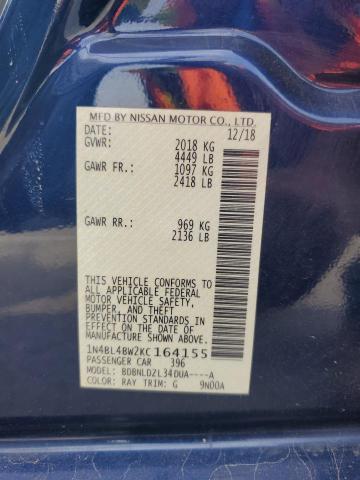 MFD BY NISSAN MOTOR CO., LTD.
DATE: 12/18
GVWR: 2018 KG
4449 LB
GAWR FR.: 1097 KG
2418 LB
GAWR RR.: 969 KG
2136 LB
THIS VEHICLE CONFORMS TO
ALL APPLICABLE FEDERAL
MOTOR VEHICLE SAFETY,
BUMPER, AND THEFT
PREVENTION STANDARDS IN
EFFECT ON THE DATE OF
MANUFACTURE SHOWN ABOVE.
1N4BL4BW2KC164155
PASSENGER CAR 396
MODEL: BDBNLDZL34DUA----A
COLOR: RAY TRIM: G 9N00A